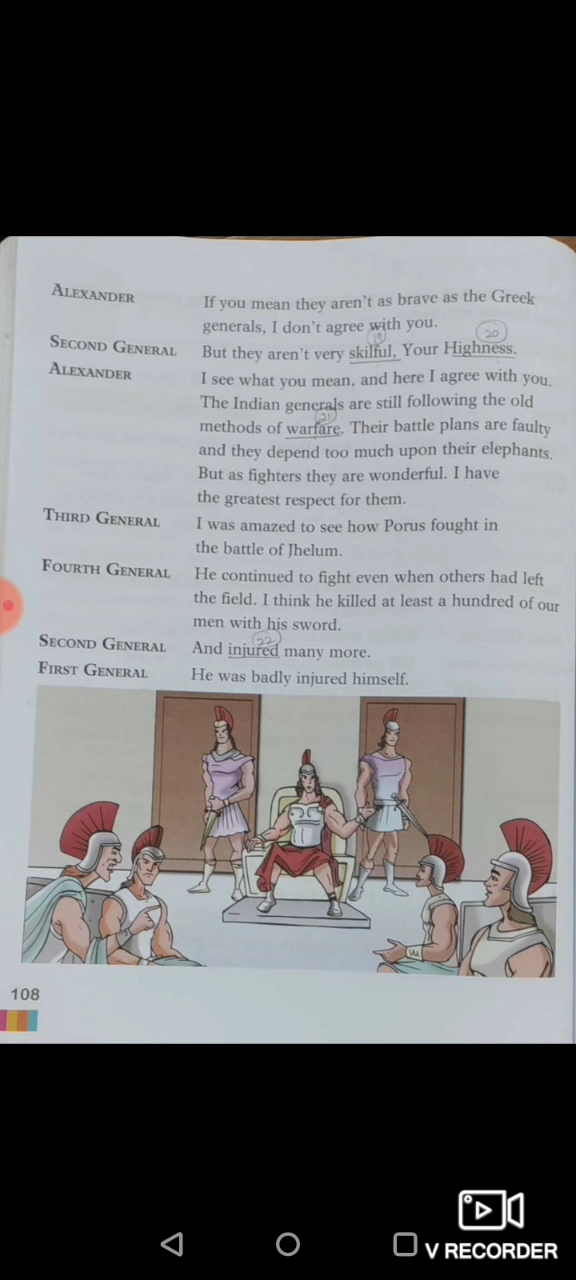 ALEXANDER If you mean they aren't as brave as the Greek
generals, I don't agree with you.
19 20
SECOND GENERAL But they aren't very skilful, Your Highness.
ALEXANDER I see what you mean, and here I agree with you.
The Indian generals are still following the old
21
methods of warfare. Their battle plans are faulty
and they depend too much upon their elephants.
But as fighters they are wonderful. I have
the greatest respect for them.
THIRD GENERAL I was amazed to see how Porus fought in
the battle of Jhelum.
FOURTH GENERAL He continued to fight even when others had left
the field. I think he killed at least a hundred of our
men with his sword.
22
SECOND GENERAL And injured many more.
FIRST GENERAL He was badly injured himself.
108
V RECORDER